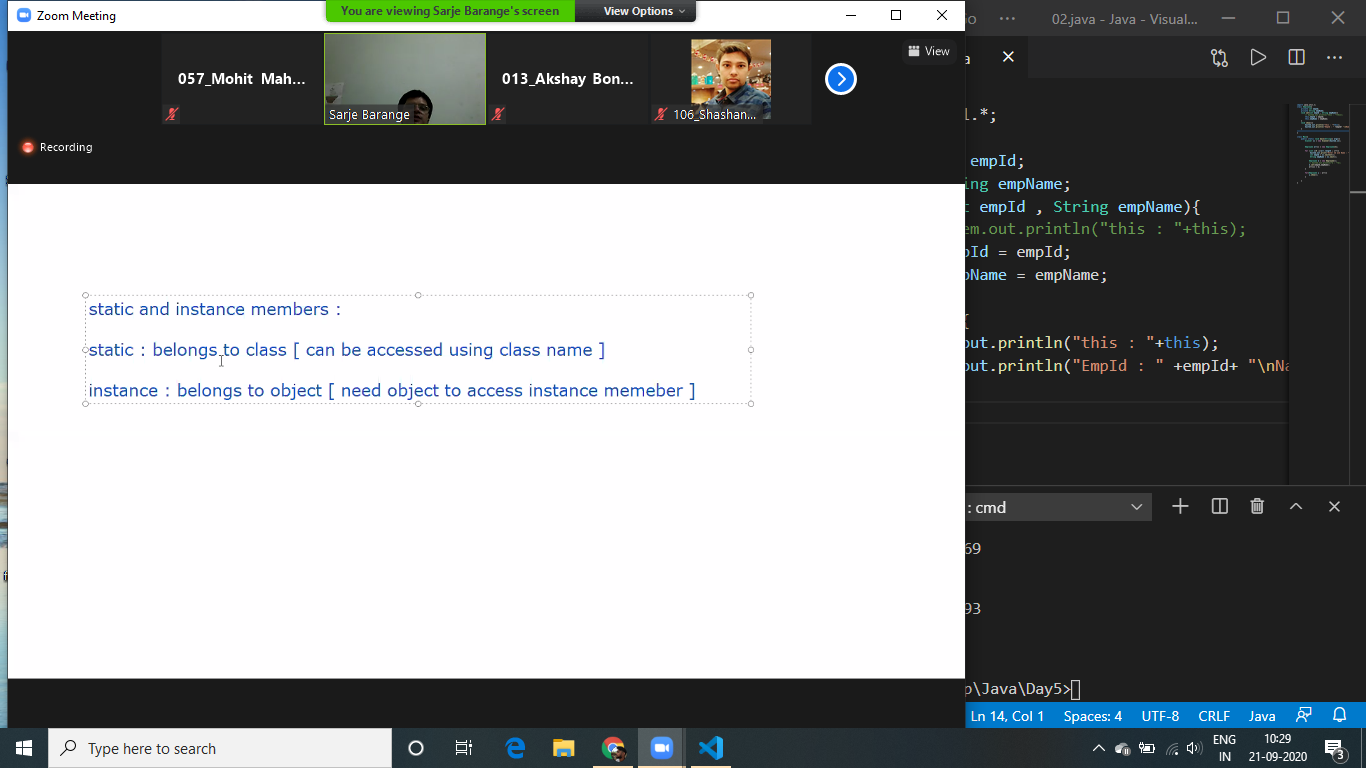 Zoom Meeting
You are viewing Sarje Barange's screen
View Options
02.java - Java - Visual...
057_Mohit Mah...
Sarje Barange
013_Akshay Bon...
106_Shashan...
View
Recording
static and instance members :
static : belongs to class [ can be accessed using class name ]
instance : belongs to object [ need object to access instance memeber ]
.*;
empId;
ing empName;
empId , String empName){
em.out.println("this : "+this);
Id = empId;
Name = empName;
{
out.println("this : "+this);
out.println("EmpId : " +empId+ "\nNa
: cmd
69
93
\Java\Day5>
Ln 14, Col 1
Spaces: 4
UTF-8
CRLF
Java
Type here to search
ENG
IN
10:29
21-09-2020
3